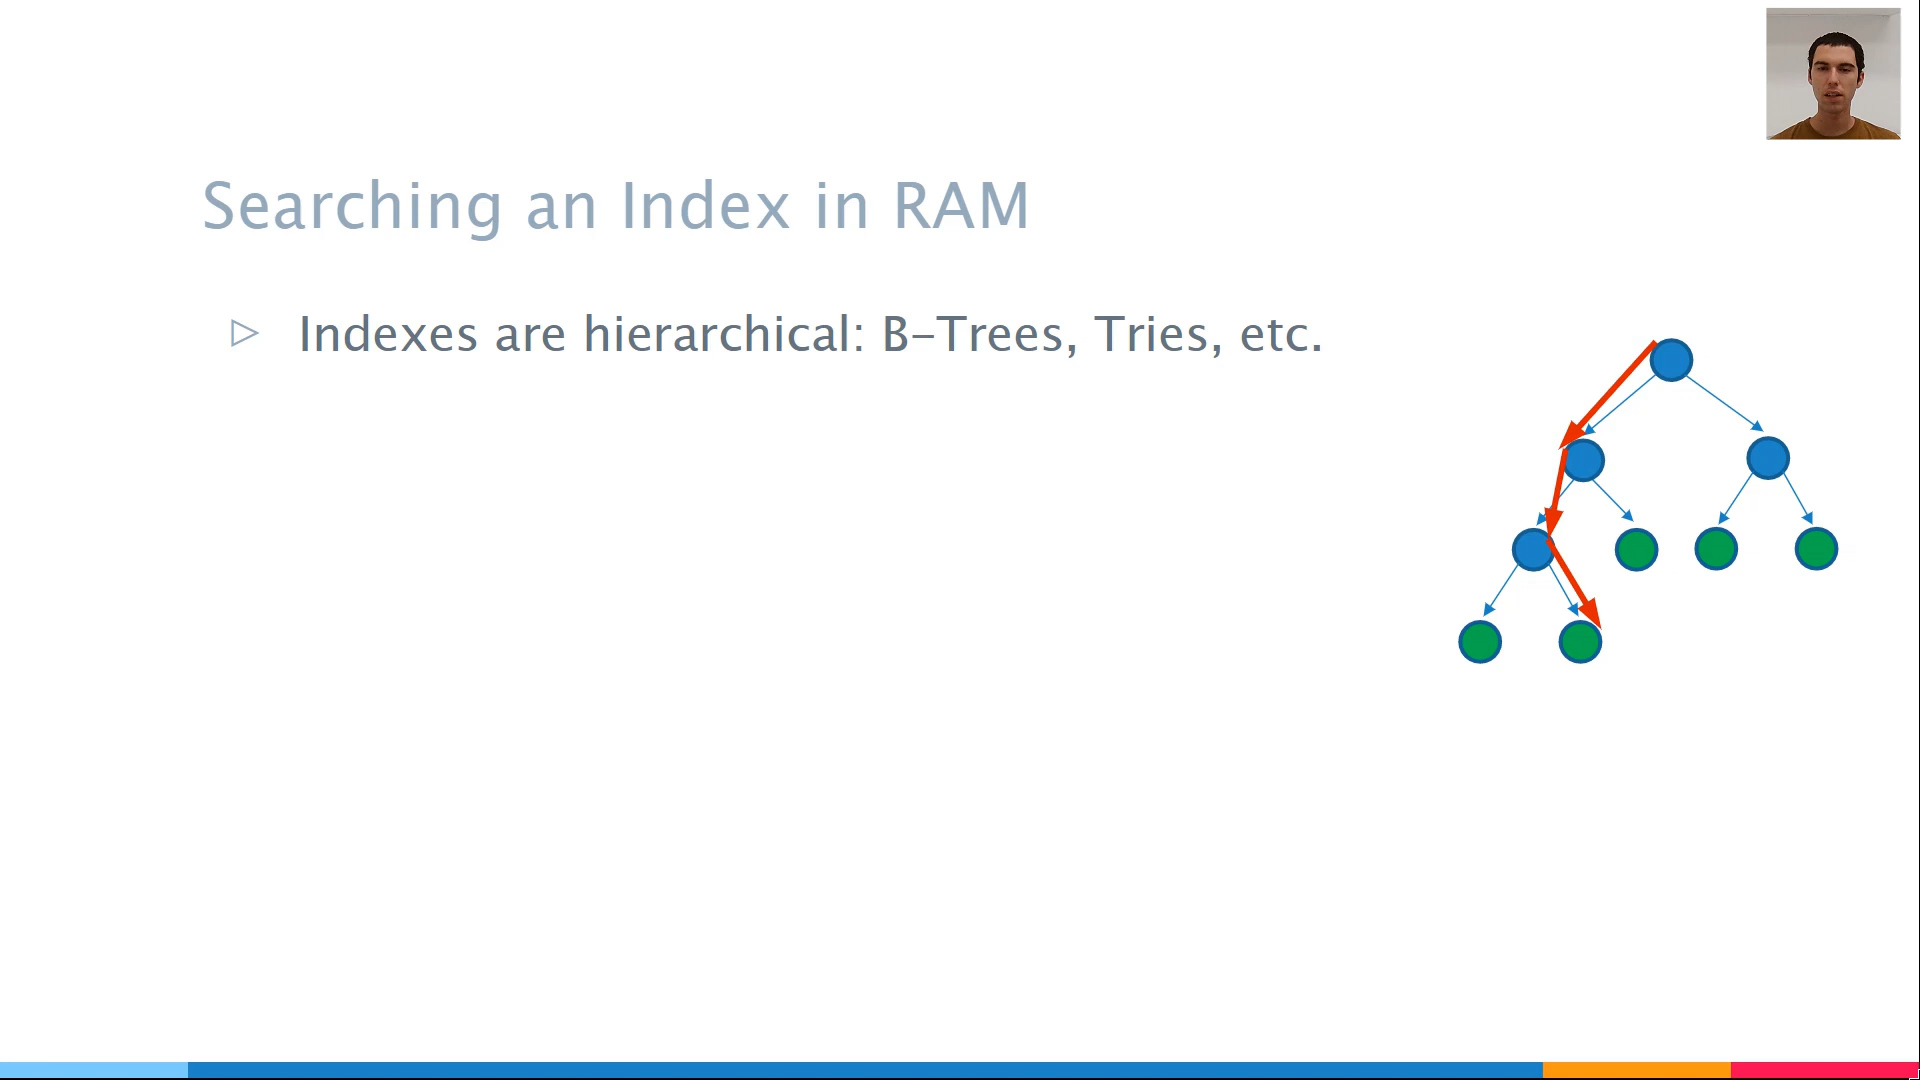 Searching an Index in RAM
Indexes are hierarchical: B-Trees, Tries, etc.